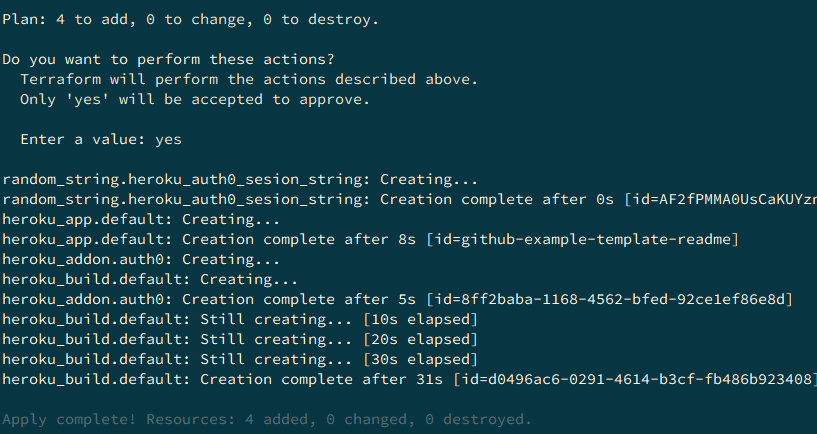 Plan: 4 to add, 0 to change, 0 to destroy.
Do you want to perform these actions?
Terraform will perform the actions described above.
Only 'yes' will be accepted to approve.
Enter a value: yes
random_string.heroku_auth0_sesion_string: Creating...
random_string.heroku_auth0_sesion_string: Creation complete after 0s [id=AF2fPMMA0UsCaKUYzr
heroku_app.default: Creating...
heroku_app.default: Creation complete after 8s [id=github-example-template-readme]
heroku_addon.auth0: Creating...
heroku_build.default: Creating...
heroku_addon.auth0: Creation complete after 5s [id=8ff2baba-1168-4562-bfed-92ce1ef86e8d]
heroku_build.default: Still creating... [10s elapsed]
heroku_build.default: Still creating... [20s elapsed]
heroku_build.default: Still creating... [30s elapsed]
heroku_build.default: Creation complete after 31s [id=d0496ac6-0291-4614-b3cf-fb486b923408]
Apply complete! Resources: 4 added, 0 changed, 0 destroyed.